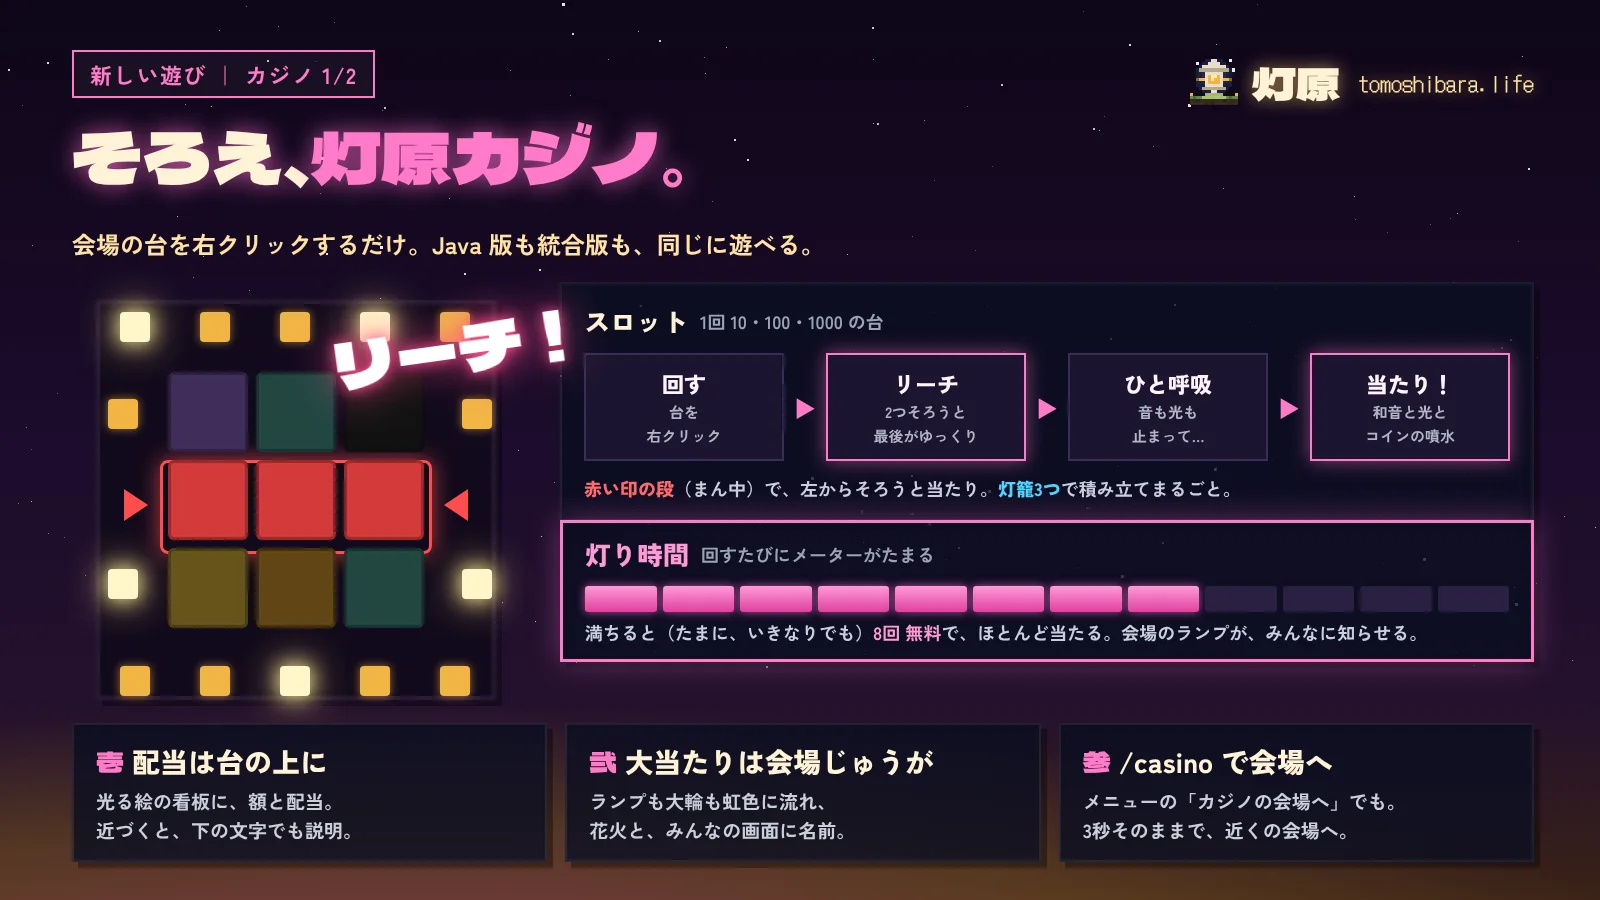 新しい遊び｜カジノ 1/2
灯原 tomoshibara.life
そろえ、灯原カジノ。
会場の台を右クリックするだけ。Java 版も統合版も、同じに遊べる。
リーチ！
スロット 1回 10・100・1000 の台
回す
台を
右クリック
リーチ
2つそろうと
最後がゆっくり
ひと呼吸
音も光も
止まって…
当たり！
和音と光と
コインの噴水
赤い印の段（まん中）で、左からそろうと当たり。灯籠3つで積み立てまるごと。
灯り時間 回すたびにメーターがたまる
満ちると（たまに、いきなりでも）8回 無料で、ほとんど当たる。会場のランプが、みんなに知らせる。
壱 配当は台の上に
光る絵の看板に、額と配当。
近づくと、下の文字でも説明。
弐 大当たりは会場じゅうが
ランプも大輪も虹色に流れ、
花火と、みんなの画面に名前。
参 /casino で会場へ
メニューの「カジノの会場へ」でも。
3秒そのままで、近くの会場へ。